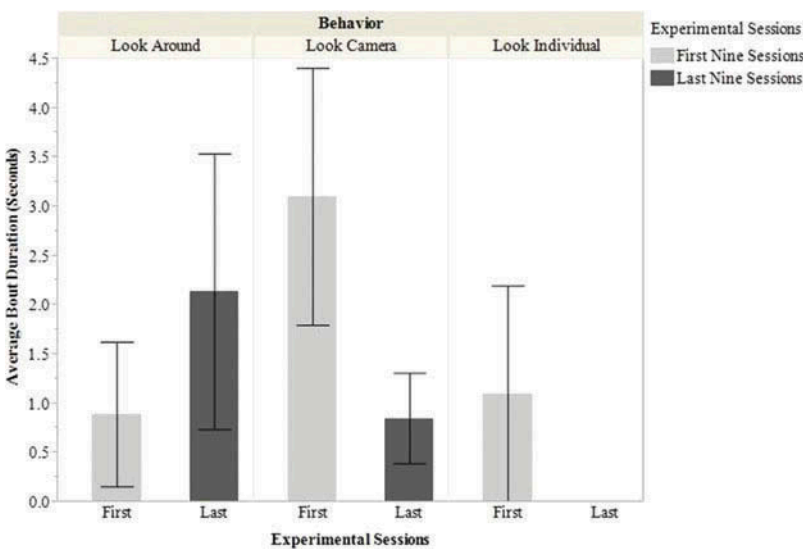 Behavior
Look Around Look Camera Look Individual
Experimental Sessions
First Nine Sessions
Last Nine Sessions
Average Bout Duration (Seconds)
4.5
4.0
3.5
3.0
2.5
2.0
1.5
1.0
0.5
0.0
First Last First Last First Last
Experimental Sessions